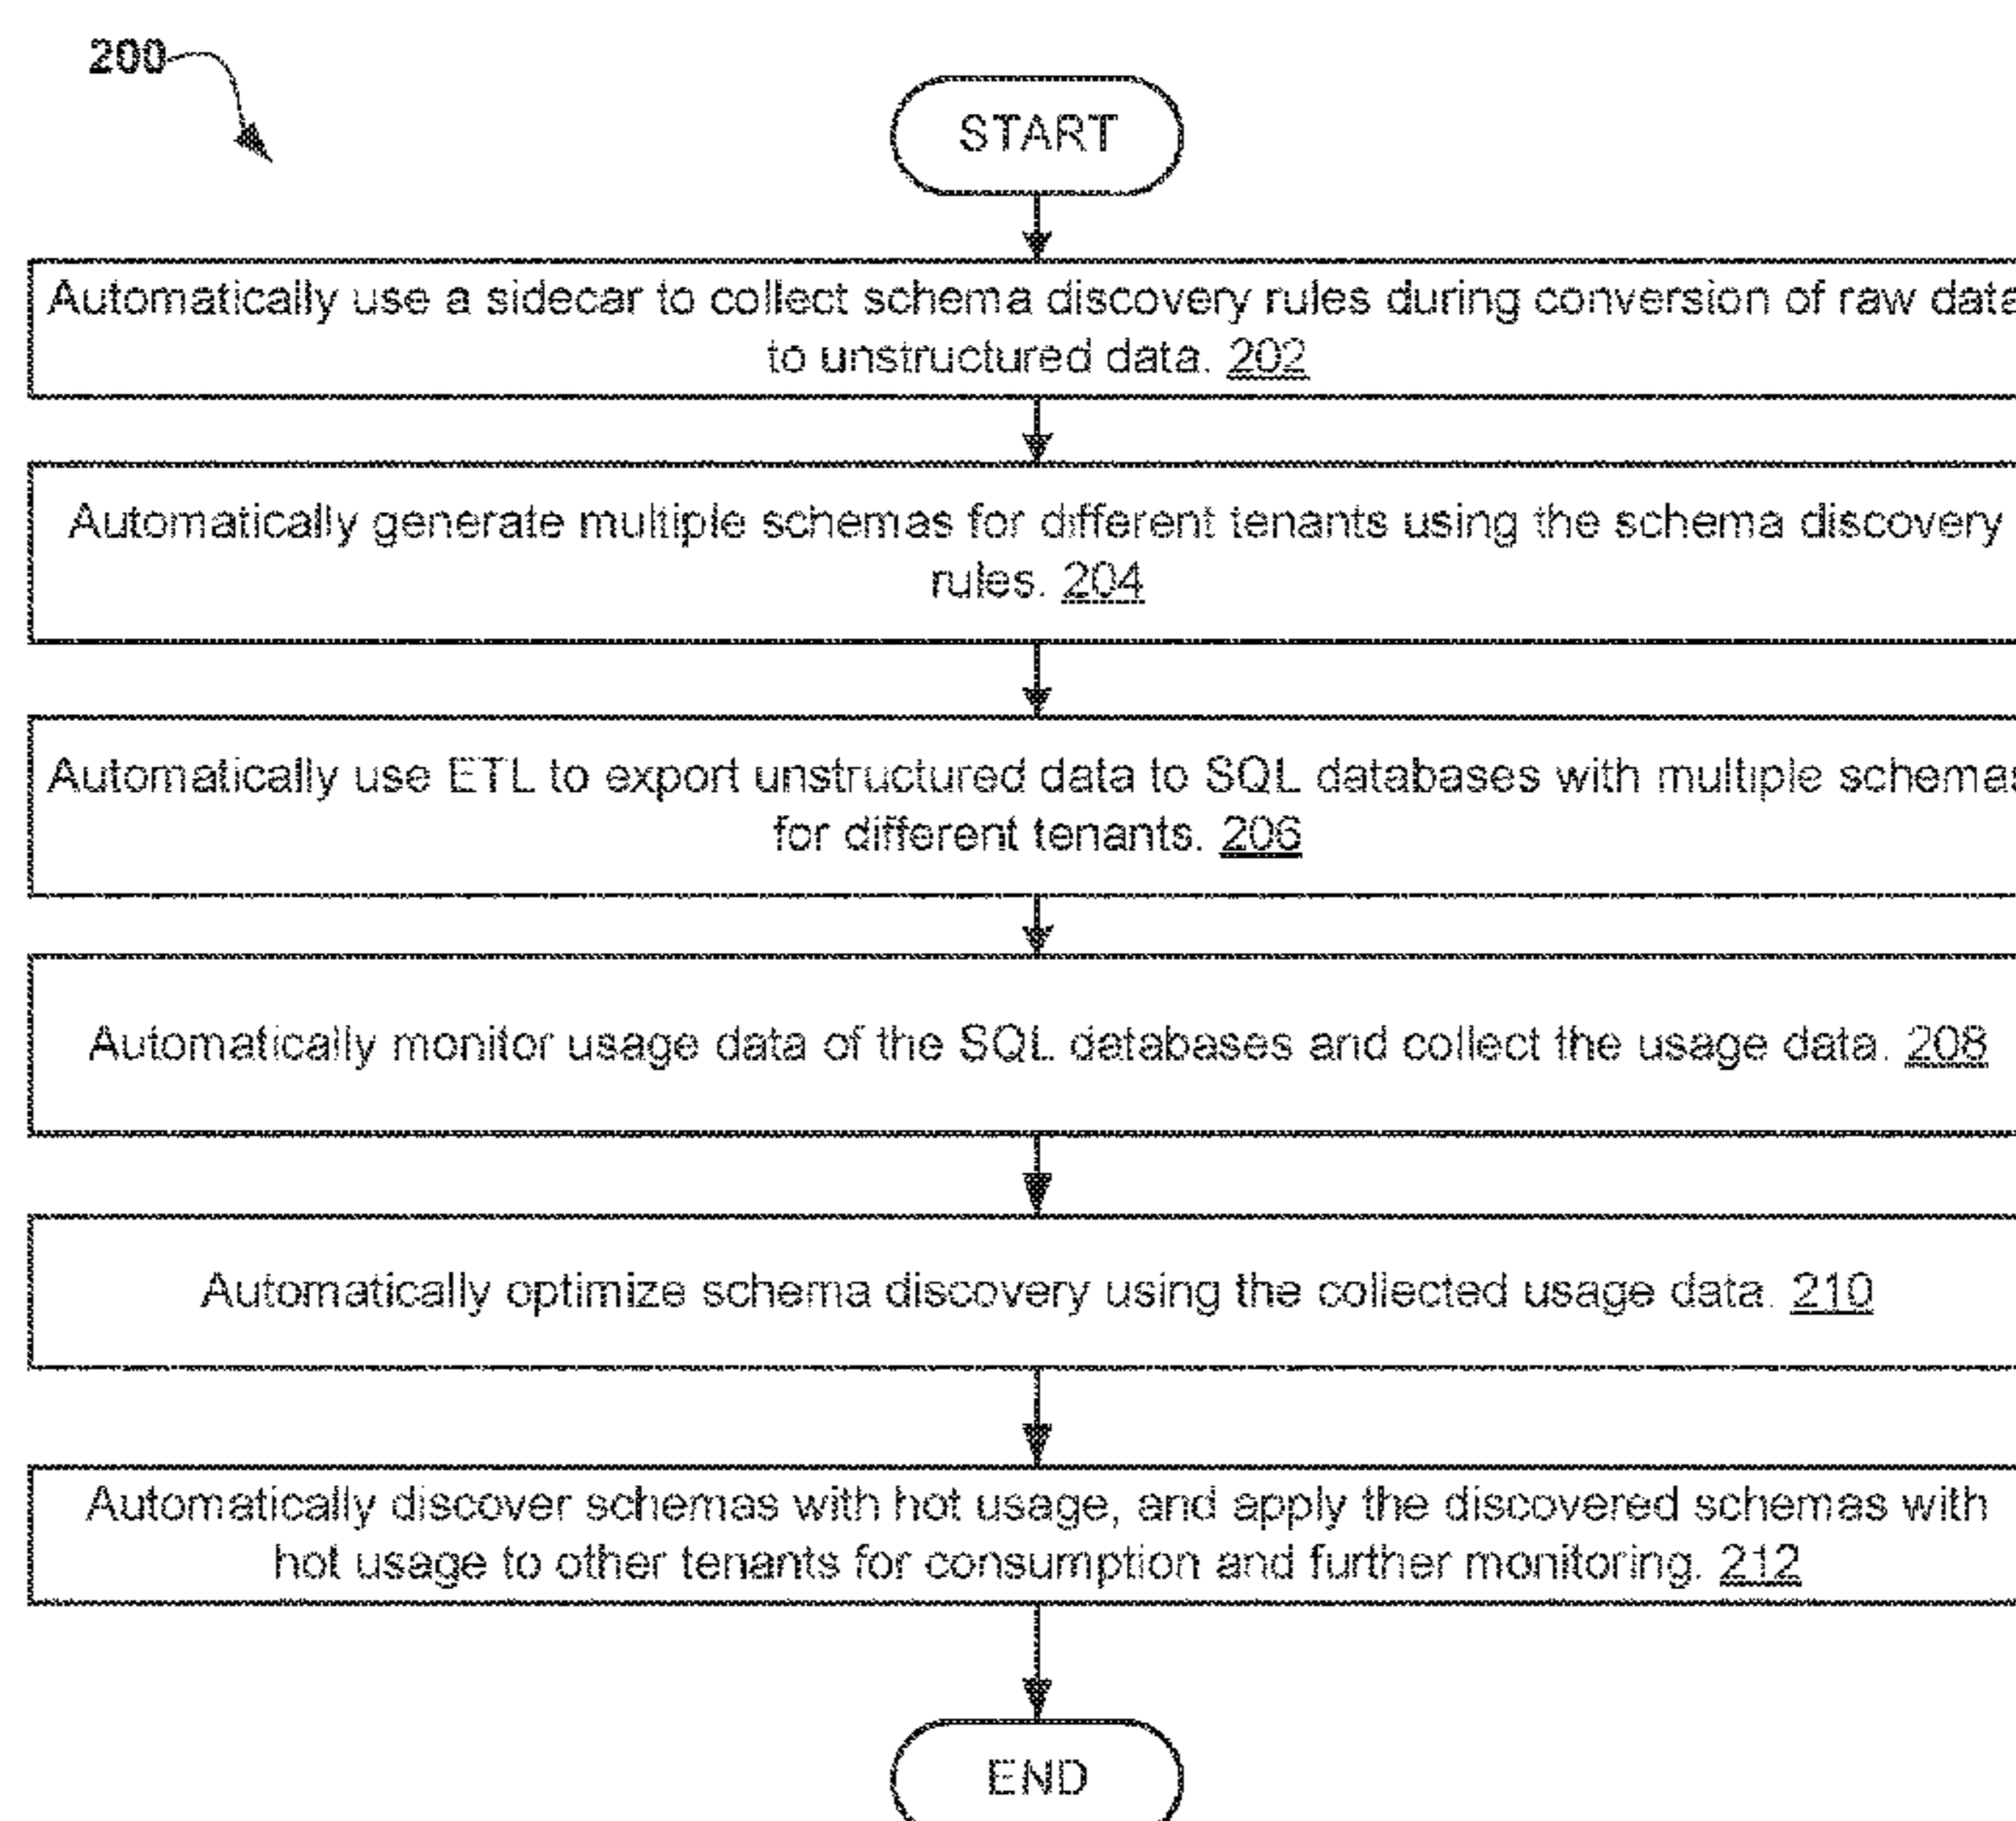 200
START
Automatically use a sidecar to collect schema discovery rules during conversion of raw data
to unstructured data. 202
Automatically generate multiple schemas for different tenants using the schema discovery
rules. 204
Automatically use ETL to export unstructured data to SQL databases with multiple schemas
for different tenants. 206
Automatically monitor usage data of the SQL databases and collect the usage data. 208
Automatically optimize schema discovery using the collected usage data. 210
Automatically discover schemas with hot usage, and apply the discovered schemas with
hot usage to other tenants for consumption and further monitoring. 212
END